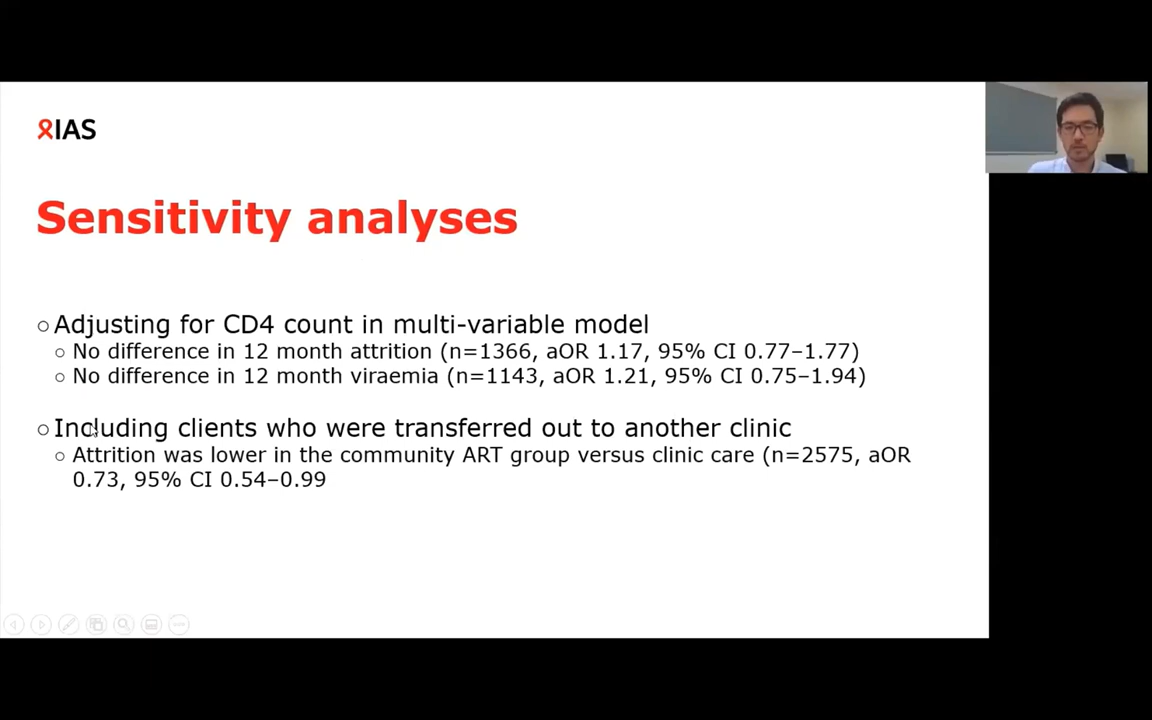 IAS
Sensitivity analyses
Adjusting for CD4 count in multi-variable model
No difference in 12 month attrition (n=1366, aOR 1.17, 95% CI 0.77–1.77)
No difference in 12 month viraemia (n=1143, aOR 1.21, 95% CI 0.75–1.94)
Including clients who were transferred out to another clinic
Attrition was lower in the community ART group versus clinic care (n=2575, aOR
0.73, 95% CI 0.54–0.99